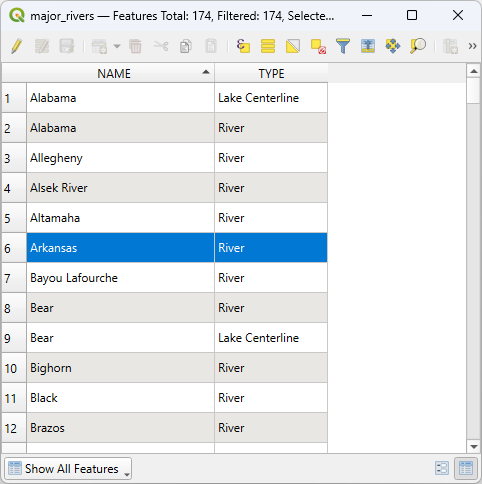 major_rivers — Features Total: 174, Filtered: 174, Selecte...
NAME TYPE
1 Alabama Lake Centerline
2 Alabama River
3 Allegheny River
4 Alsek River River
5 Altamaha River
6 Arkansas River
7 Bayou Lafourche River
8 Bear River
9 Bear Lake Centerline
10 Bighorn River
11 Black River
12 Brazos River
Show All Features